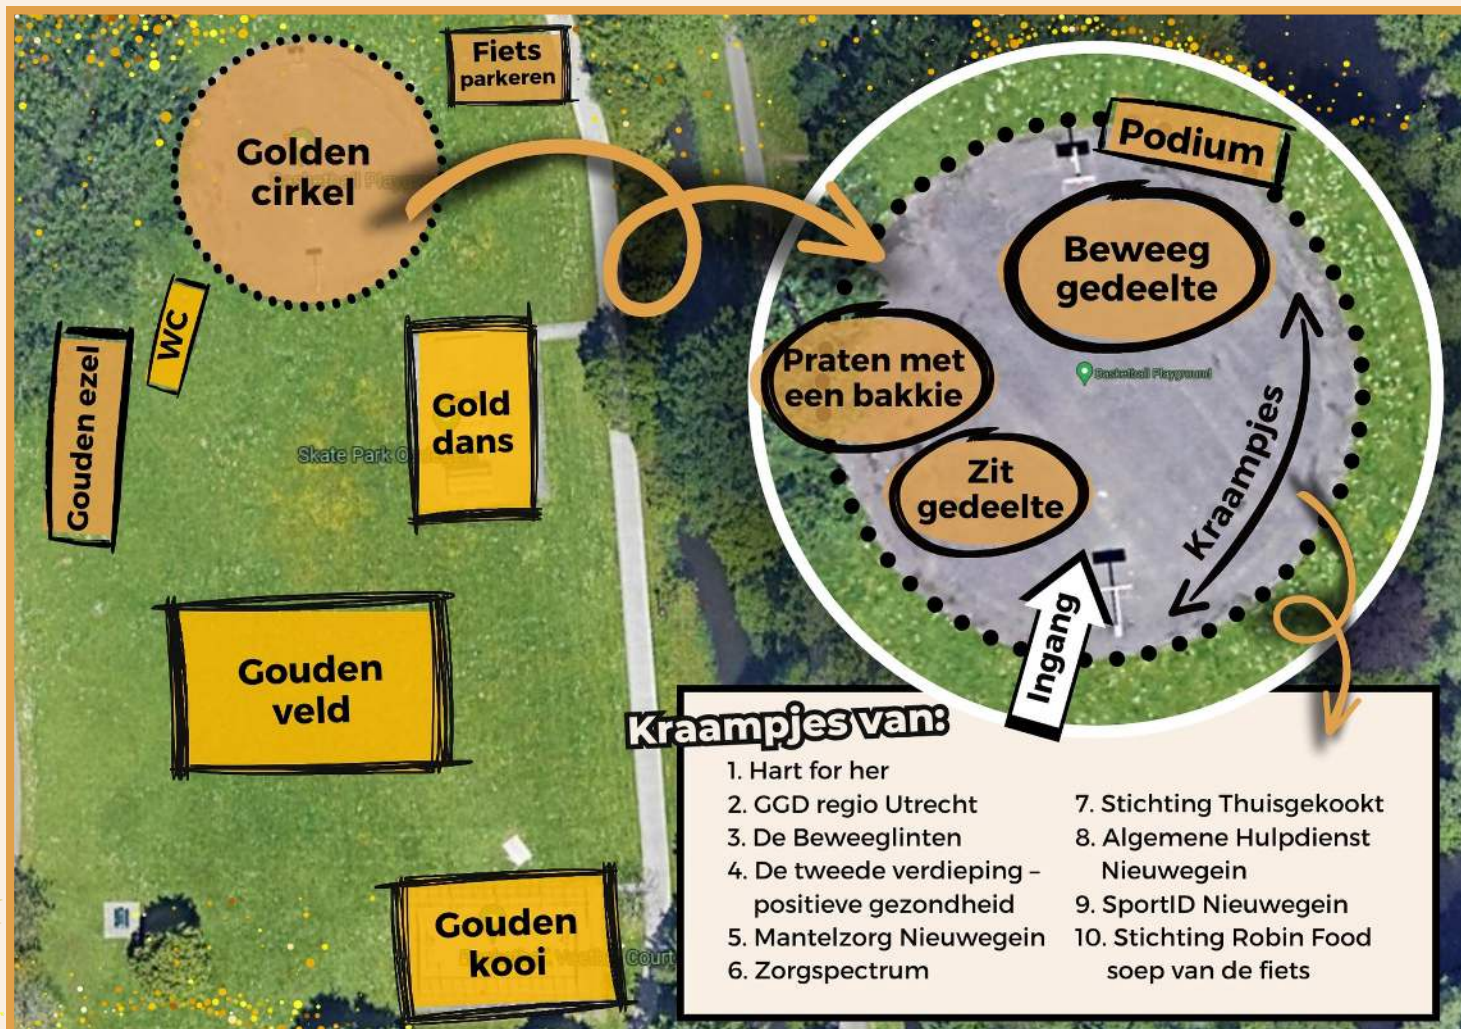 Fiets
parkeren
Golden
cirkel
WC
Gouden ezel
Gold
dans
Skate Park
Gouden
veld
Gouden
kooi
Court
Podium
Beweeg
gedeelte
Praten met
een bakkie
Basketball Playground
Zit
gedeelte
Kraampjes
Ingang
Kraampjes van:
1. Hart for her
2. GGD regio Utrecht
3. De Beweeglinten
4. De tweede verdieping –
positieve gezondheid
5. Mantelzorg Nieuwegein
6. Zorgspectrum
7. Stichting Thuisgekookt
8. Algemene Hulpdienst
Nieuwegein
9. SportID Nieuwegein
10. Stichting Robin Food
soep van de fiets